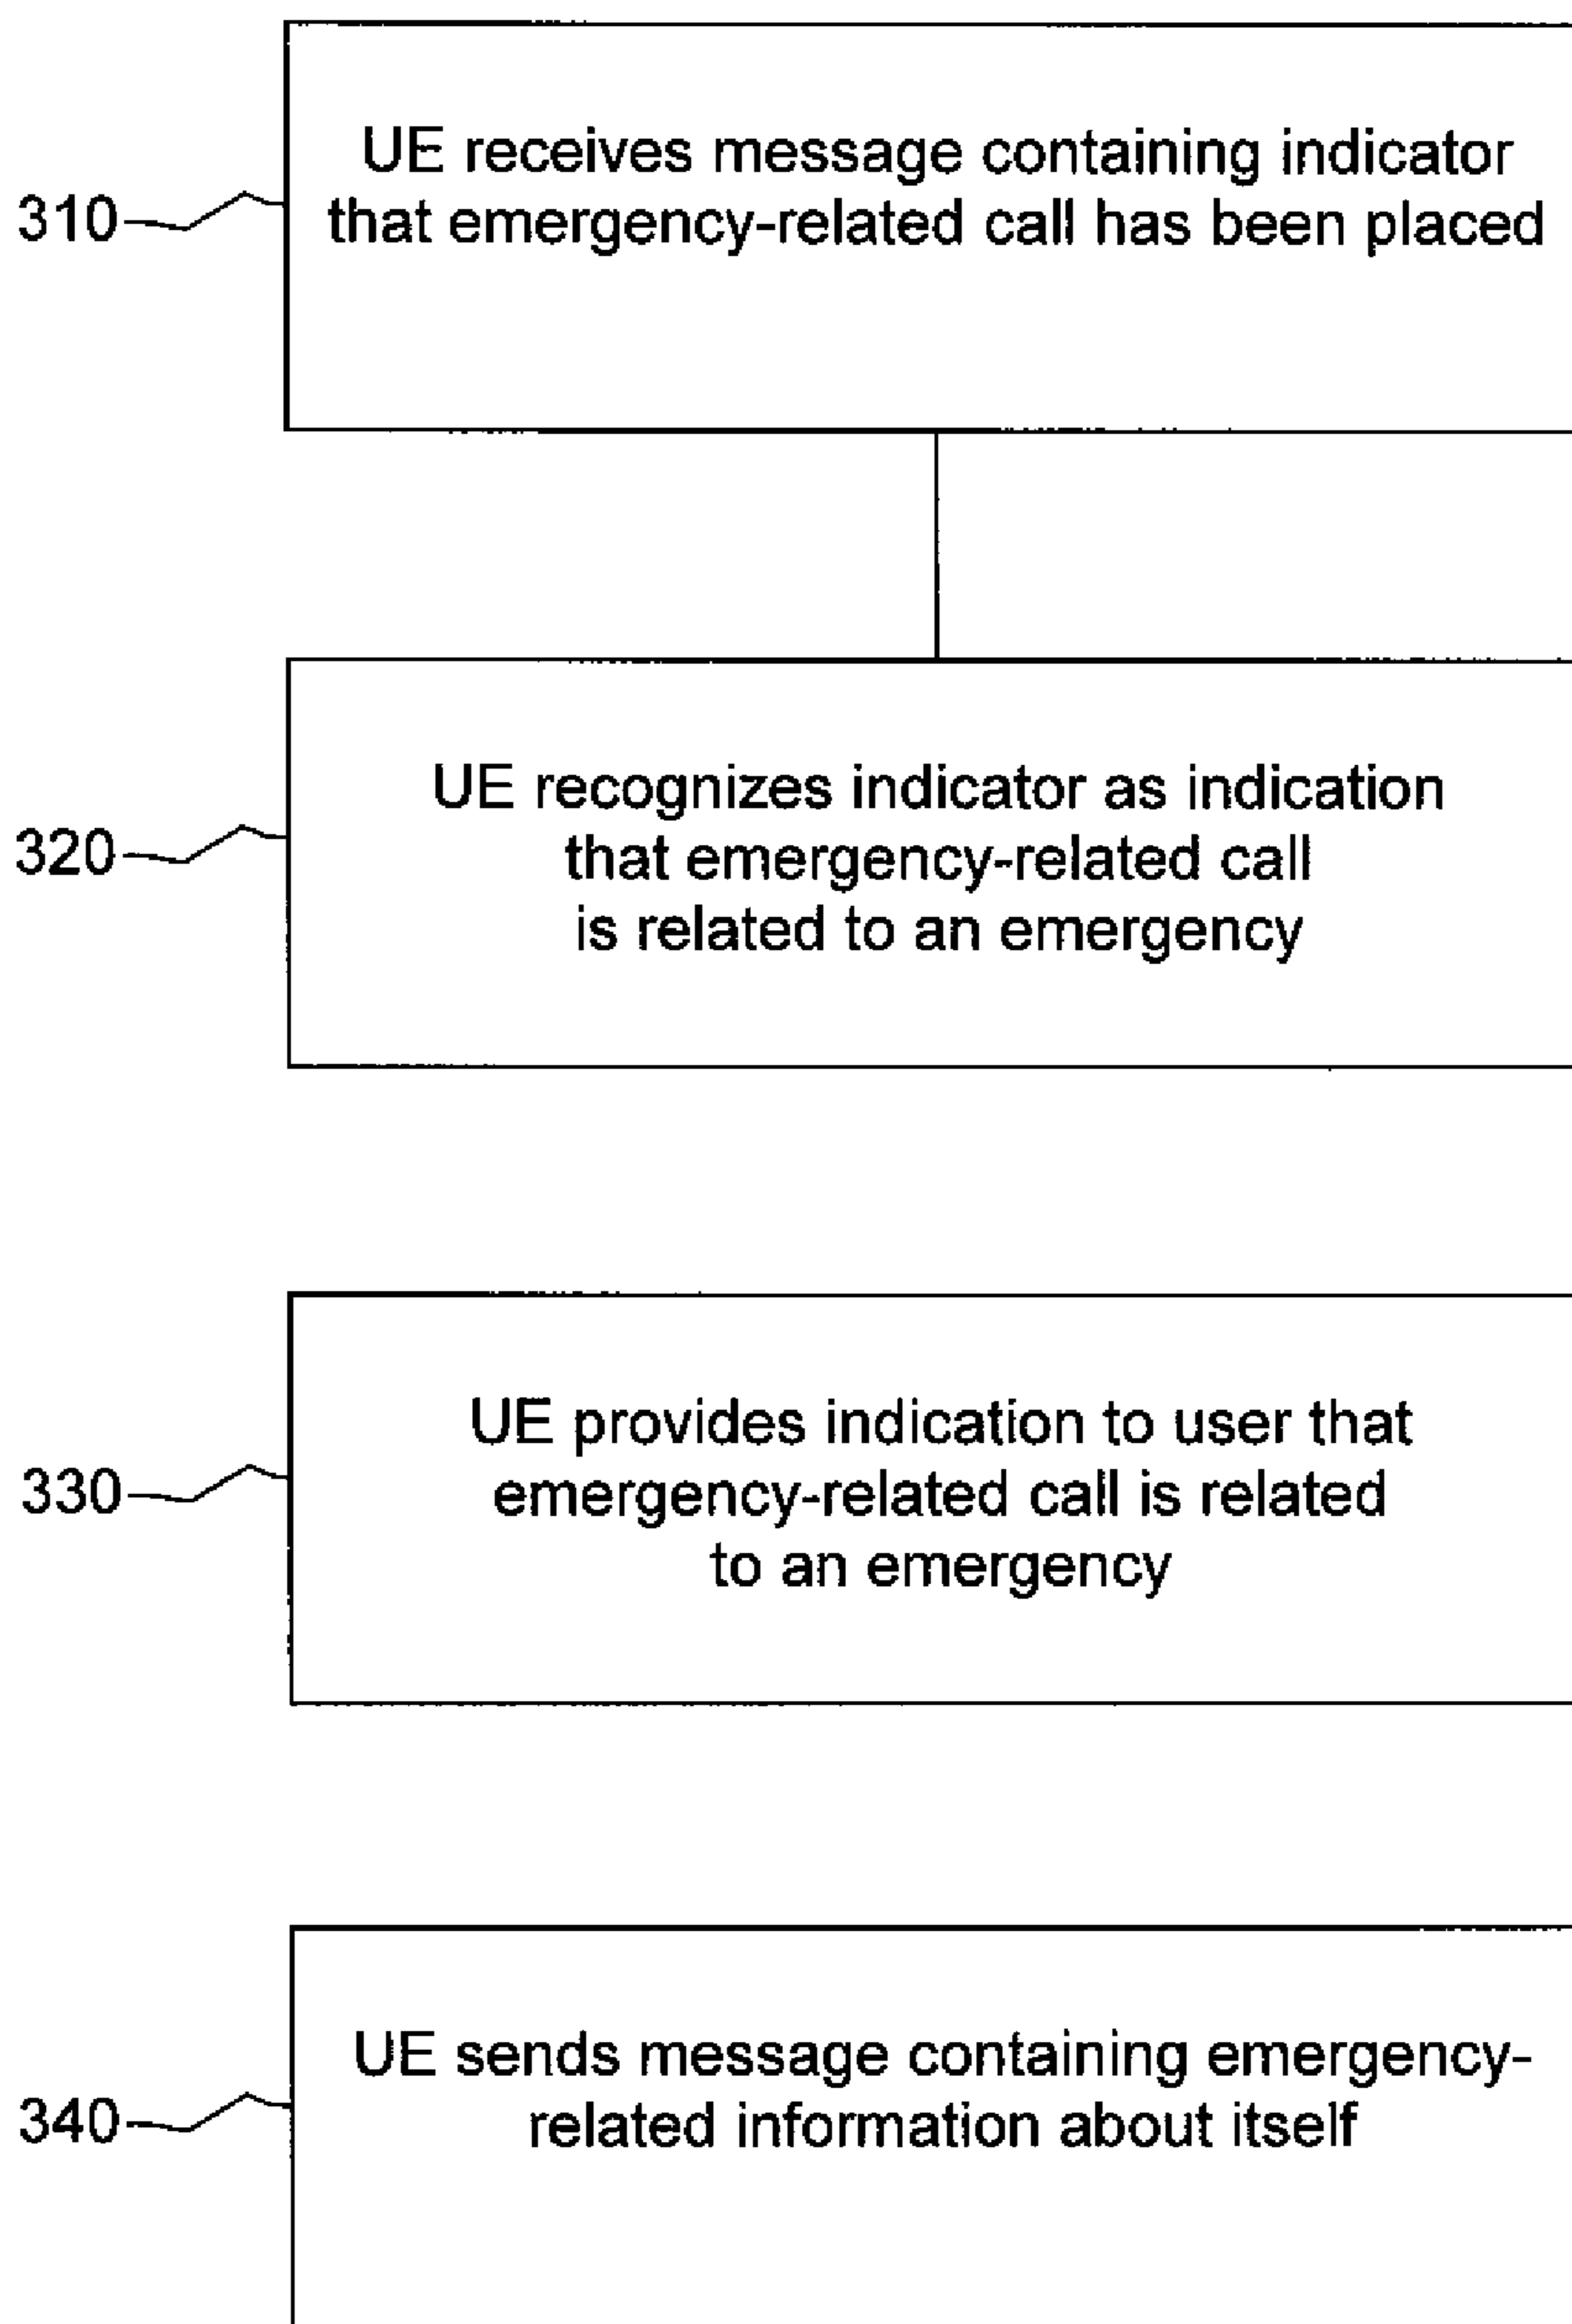 UE receives message containing indicator
310
that emergency-related call has been placed
UE recognizes indicator as indication
320
that emergency-related call
is related to an emergency
UE provides indication to user that
330
emergency-related call is related
to an emergency
UE sends message containing emergency-
340
related information about itself